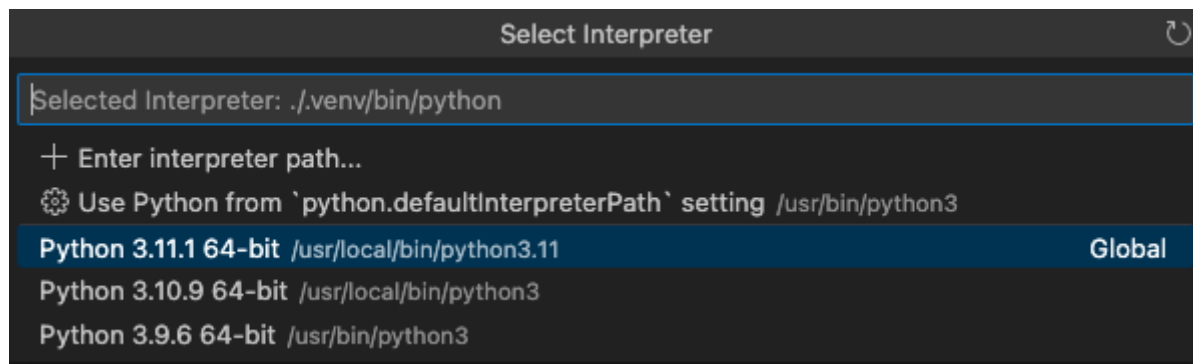 Select Interpreter
Selected Interpreter: ./.venv/bin/python
Enter interpreter path...
Use Python from `python.defaultInterpreterPath` setting /usr/bin/python3
Python 3.11.1 64-bit /usr/local/bin/python3.11 Global
Python 3.10.9 64-bit /usr/local/bin/python3
Python 3.9.6 64-bit /usr/bin/python3